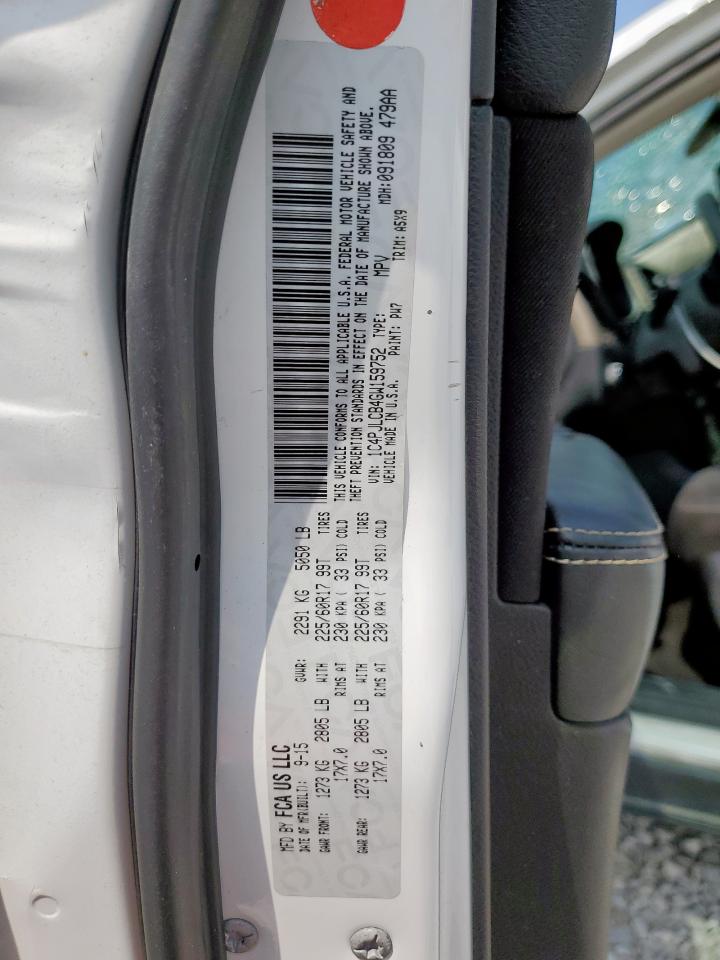 MFD BY FCA US LLC
DATE OF MFR(BUILT): 9-15 GVWR: 2291 KG 5050 LB
GAWR FRONT: 1273 KG 2805 LB WITH 225/60R17 99T TIRES
17X7.0 RIMS AT 230 KPA ( 33 PSI) COLD
GAWR REAR: 1273 KG 2805 LB WITH 225/60R17 99T TIRES
17X7.0 RIMS AT 230 KPA ( 33 PSI) COLD
THIS VEHICLE CONFORMS TO ALL APPLICABLE U.S.A. FEDERAL MOTOR VEHICLE SAFETY AND
THEFT PREVENTION STANDARDS IN EFFECT ON THE DATE OF MANUFACTURE SHOWN ABOVE.
VIN: 1C4PJLCB4GW159752 TYPE: MPV MDH: 091809 479AA
VEHICLE MADE IN U.S.A. PAINT: PW7 TRIM: A5X9